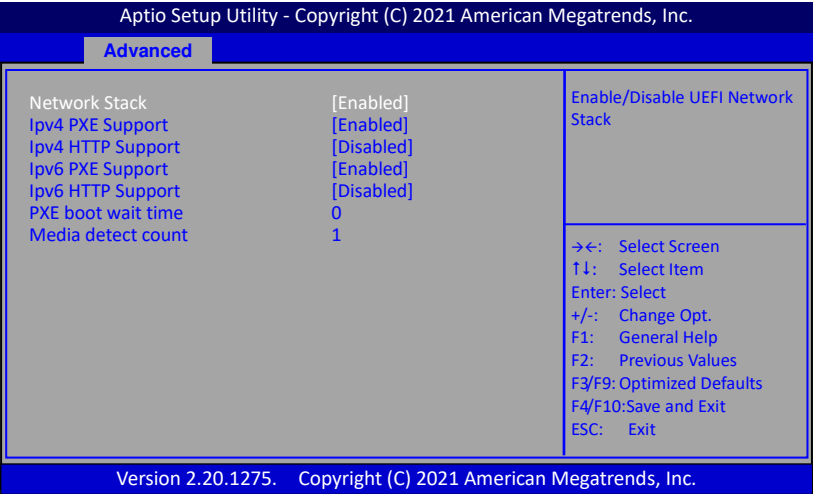 Aptio Setup Utility - Copyright (C) 2021 American Megatrends, Inc.
Advanced
Network Stack [Enabled]
Ipv4 PXE Support [Enabled]
Ipv4 HTTP Support [Disabled]
Ipv6 PXE Support [Enabled]
Ipv6 HTTP Support [Disabled]
PXE boot wait time 0
Media detect count 1
Enable/Disable UEFI Network
Stack
→←: Select Screen
↑↓: Select Item
Enter: Select
+/-: Change Opt.
F1: General Help
F2: Previous Values
F3/F9: Optimized Defaults
F4/F10:Save and Exit
ESC: Exit
Version 2.20.1275. Copyright (C) 2021 American Megatrends, Inc.